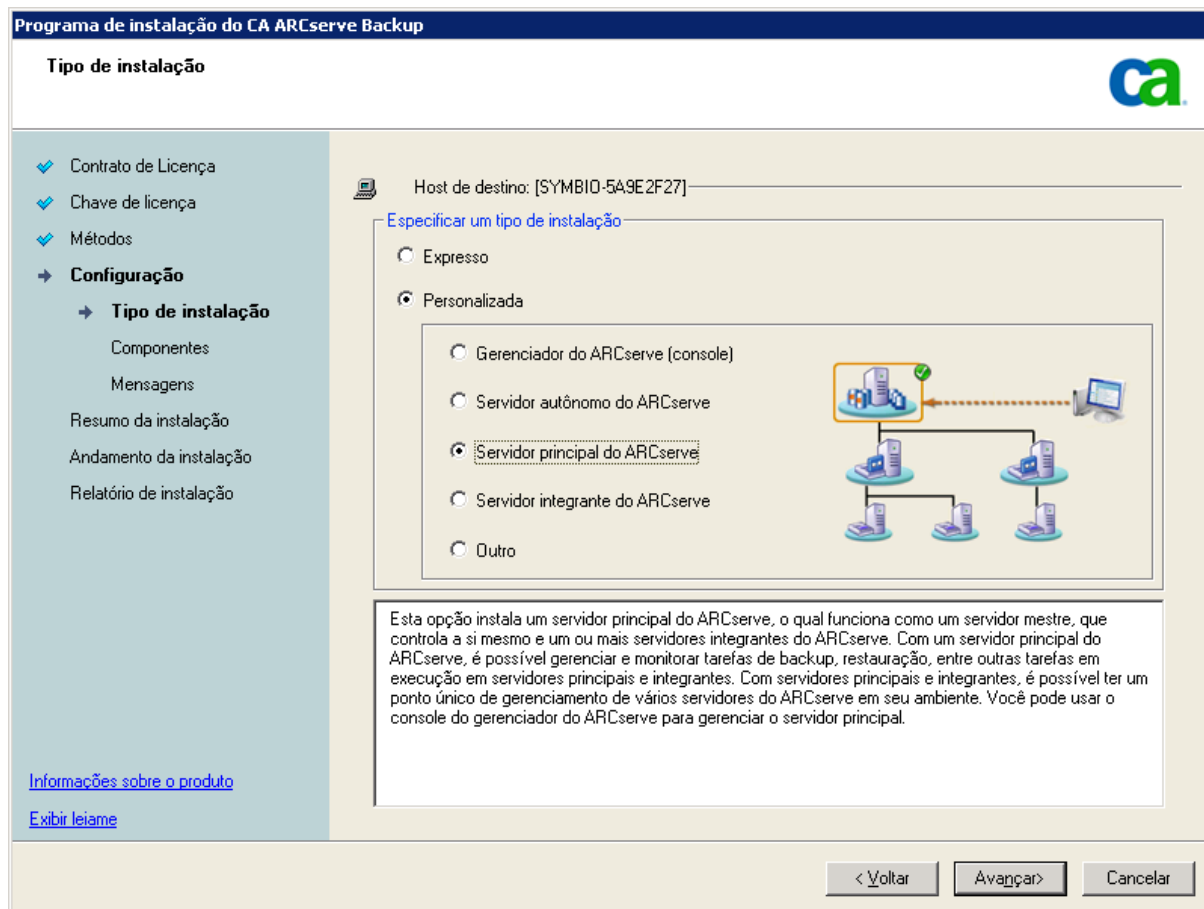 Programa de instalação do CA ARCserve Backup
Tipo de instalação
ca
Contrato de Licença
Chave de licença
Métodos
Configuração
Tipo de instalação
Componentes
Mensagens
Resumo da instalação
Andamento da instalação
Relatório de instalação
Informações sobre o produto
Exibir leiame
Host de destino: [SYMBIO-5A9E2F27]
Especificar um tipo de instalação
Expresso
Personalizada
Gerenciador do ARCserve (console)
Servidor autônomo do ARCserve
Servidor principal do ARCserve
Servidor integrante do ARCserve
Outro
Esta opção instala um servidor principal do ARCserve, o qual funciona como um servidor mestre, que
controla a si mesmo e um ou mais servidores integrantes do ARCserve. Com um servidor principal do
ARCserve, é possível gerenciar e monitorar tarefas de backup, restauração, entre outras tarefas em
execução em servidores principais e integrantes. Com servidores principais e integrantes, é possível ter um
ponto único de gerenciamento de vários servidores do ARCserve em seu ambiente. Você pode usar o
console do gerenciador do ARCserve para gerenciar o servidor principal.
< Voltar
Avançar>
Cancelar